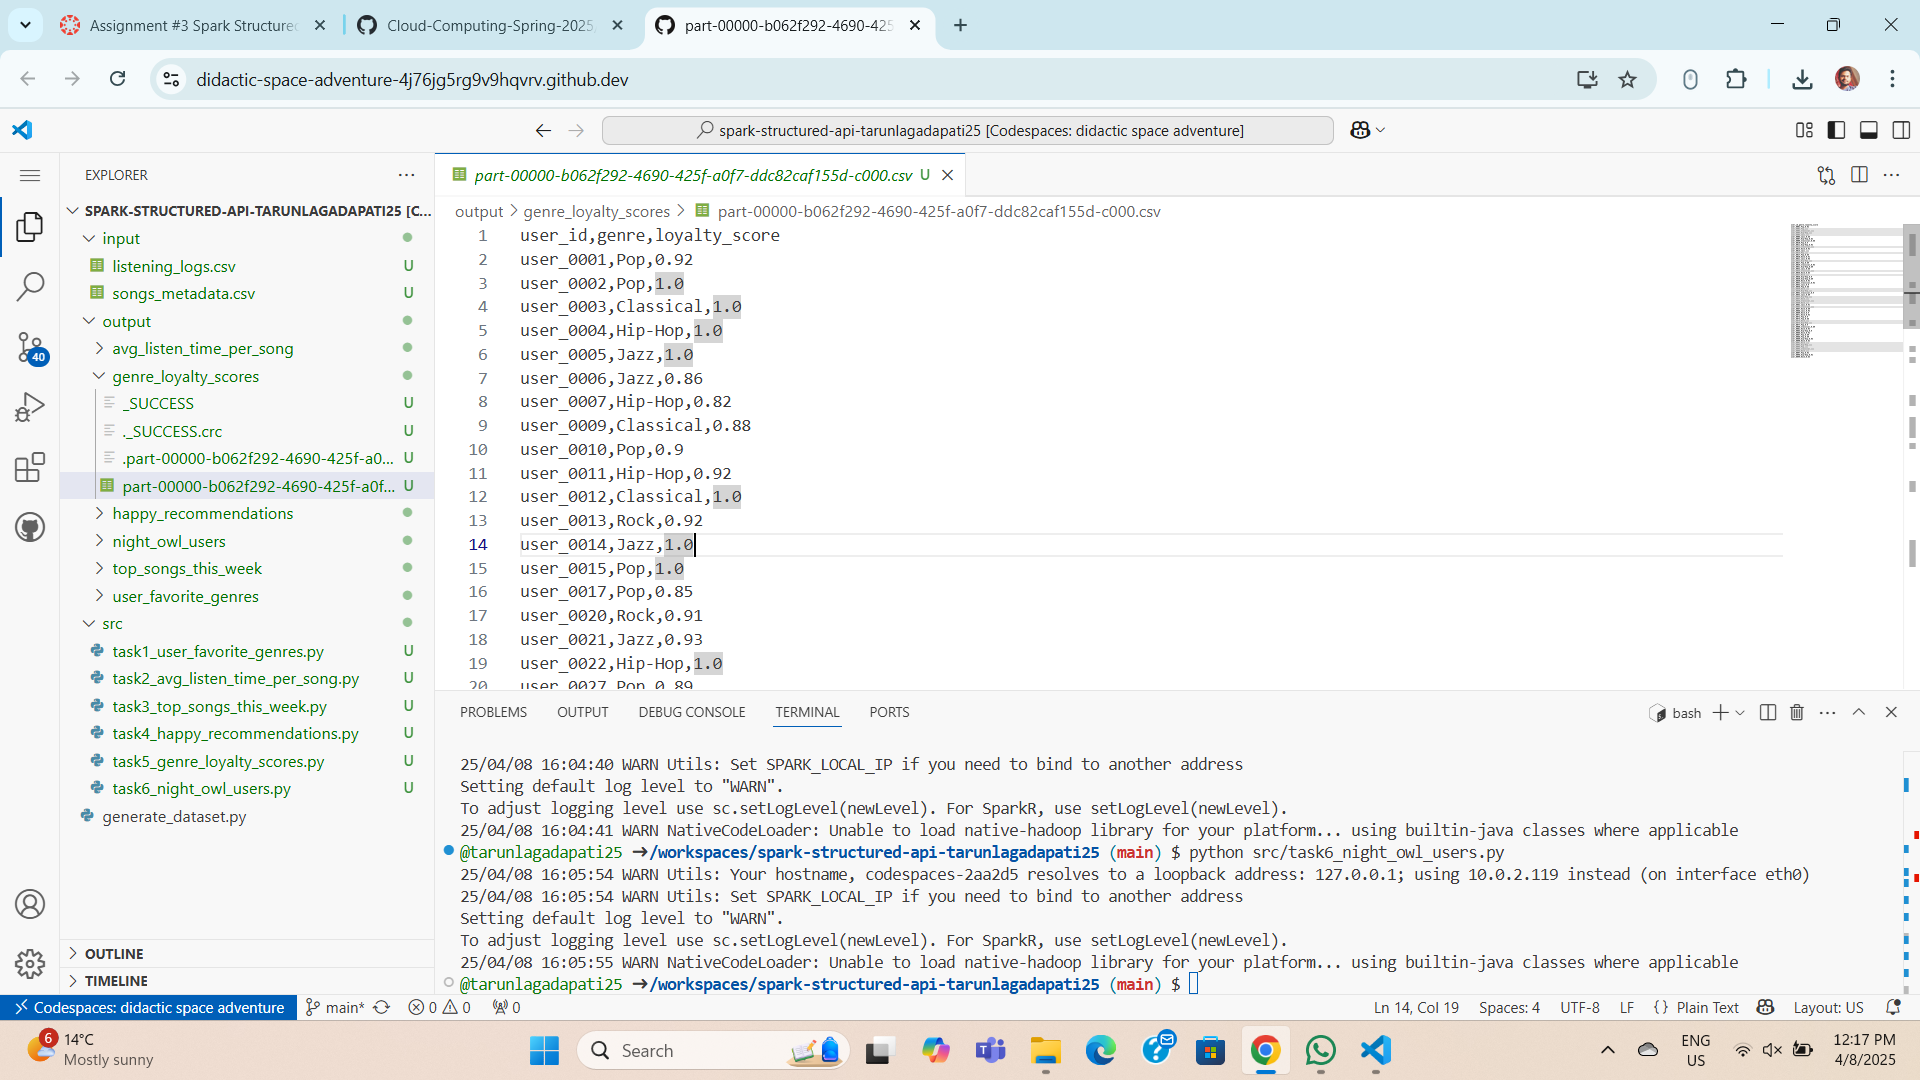 Assignment #3 Spark Structure
Cloud-Computing-Spring-2025
part-00000-b062f292-4690-425
didactic-space-adventure-4j76jg5rg9v9hqvrv.github.dev
spark-structured-api-tarunlagadapati25 [Codespaces: didactic space adventure]
EXPLORER
SPARK-STRUCTURED-API-TARUNLAGADAPATI25 [C...
input
listening_logs.csv U
songs_metadata.csv U
output
avg_listen_time_per_song
genre_loyalty_scores
_SUCCESS U
._SUCCESS.crc U
.part-00000-b062f292-4690-425f-a0... U
part-00000-b062f292-4690-425f-a0f... U
happy_recommendations
night_owl_users
top_songs_this_week
user_favorite_genres
src
task1_user_favorite_genres.py U
task2_avg_listen_time_per_song.py U
task3_top_songs_this_week.py U
task4_happy_recommendations.py U
task5_genre_loyalty_scores.py U
task6_night_owl_users.py U
generate_dataset.py
OUTLINE
TIMELINE
40
part-00000-b062f292-4690-425f-a0f7-ddc82caf155d-c000.csv U
output > genre_loyalty_scores > part-00000-b062f292-4690-425f-a0f7-ddc82caf155d-c000.csv
1 user_id,genre,loyalty_score
2 user_0001,Pop,0.92
3 user_0002,Pop,1.0
4 user_0003,Classical,1.0
5 user_0004,Hip-Hop,1.0
6 user_0005,Jazz,1.0
7 user_0006,Jazz,0.86
8 user_0007,Hip-Hop,0.82
9 user_0009,Classical,0.88
10 user_0010,Pop,0.9
11 user_0011,Hip-Hop,0.92
12 user_0012,Classical,1.0
13 user_0013,Rock,0.92
14 user_0014,Jazz,1.0
15 user_0015,Pop,1.0
16 user_0017,Pop,0.85
17 user_0020,Rock,0.91
18 user_0021,Jazz,0.93
19 user_0022,Hip-Hop,1.0
20 user_0027,Pop,0.89
PROBLEMS OUTPUT DEBUG CONSOLE TERMINAL PORTS
bash
25/04/08 16:04:40 WARN Utils: Set SPARK_LOCAL_IP if you need to bind to another address
Setting default log level to "WARN".
To adjust logging level use sc.setLogLevel(newLevel). For SparkR, use setLogLevel(newLevel).
25/04/08 16:04:41 WARN NativeCodeLoader: Unable to load native-hadoop library for your platform... using builtin-java classes where applicable
@tarunlagadapati25 ➜/workspaces/spark-structured-api-tarunlagadapati25 (main) $ python src/task6_night_owl_users.py
25/04/08 16:05:54 WARN Utils: Your hostname, codespaces-2aa2d5 resolves to a loopback address: 127.0.0.1; using 10.0.2.119 instead (on interface eth0)
25/04/08 16:05:54 WARN Utils: Set SPARK_LOCAL_IP if you need to bind to another address
Setting default log level to "WARN".
To adjust logging level use sc.setLogLevel(newLevel). For SparkR, use setLogLevel(newLevel).
25/04/08 16:05:55 WARN NativeCodeLoader: Unable to load native-hadoop library for your platform... using builtin-java classes where applicable
@tarunlagadapati25 ➜/workspaces/spark-structured-api-tarunlagadapati25 (main) $
Codespaces: didactic space adventure main* 0 0 0
Ln 14, Col 19 Spaces: 4 UTF-8 LF {} Plain Text Layout: US
6
14°C
Mostly sunny
Search
ENG
US
12:17 PM
4/8/2025